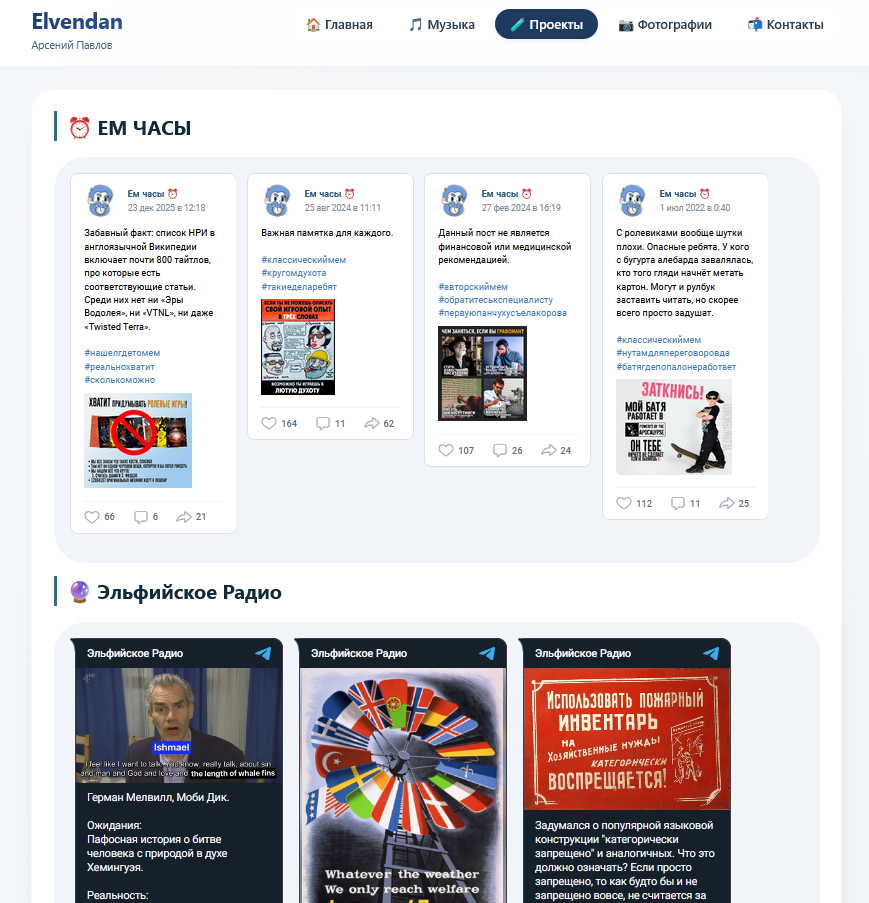 Elvendan
Арсений Павлов
Главная
Музыка
Проекты
Фотографии
Контакты
ЕМ ЧАСЫ
Ем часы
23 дек 2025 в 12:18
Забавный факт: список НРИ в
англоязычной Википедии
включает почти 800 тайтлов,
про которые есть
соответствующие статьи.
Среди них нет ни «Эры
Водолея», ни «VTNL», ни даже
«Twisted Terra».
#нашелгдетомем
#реальнохватит
#сколькоможно
ХВАТИТ ПРИДУМЫВАТЬ РОЛЕВЫЕ ИГРЫ!
66
6
21
Ем часы
25 авг 2024 в 11:11
Важная памятка для каждого.
#классическиймем
#кругомдухота
#такиеделаребят
ЕСЛИ ТЫ НЕ МОЖЕШЬ ОПИСАТЬ
СВОЙ ИГРОВОЙ ОПЫТ
В ТРЁХ СЛОВАХ
ВОЗМОЖНО ТЫ ИГРАЕШЬ В
ЛЮТУЮ ДУХОТУ
164
11
62
Ем часы
27 фев 2024 в 16:19
Данный пост не является
финансовой или медицинской
рекомендацией.
#авторскиймем
#обратитеськспециалисту
#первуюпанчухусъелакорова
ЧЕМ ЗАНЯТЬСЯ, ЕСЛИ ВЫ ГРАФОМАН?
107
26
24
Ем часы
1 июл 2022 в 0:40
С ролевиками вообще шутки
плохи. Опасные ребята. У кого
с бугурта алебарда завалялась,
кто того гляди начнёт метать
картон. Могут и рулбук
заставить читать, но скорее
всего просто задушат.
#классическиймем
#нутамдляпереговоровда
#батягдепопалонеработает
ЗАТКНИСЬ!
МОЙ БАТЯ
РАБОТАЕТ В
POWERED BY THE
APOCALYPSE
ОН ТЕБЕ
НИЧЕГО НЕ СДЕЛАЕТ
112
11
25
Эльфийское Радио
Эльфийское Радио
Ishmael
I feel like I want to talk. You know, really talk, about sin
and man and God and love and the length of whale fins
Герман Мелвилл, Моби Дик.
Ожидания:
Пафосная история о битве
человека с природой в духе
Хемингуэя.
Реальность:
Эльфийское Радио
Whatever the weather
We only reach welfare
Эльфийское Радио
Использовать пожарный
инвентарь
на
хозяйственные нужды
категорически
воспрещается!
Задумался о популярной языковой
конструкции "категорически
запрещено" и аналогичных. Что это
должно означать? Если просто
запрещено, то как будто бы и не
запрещено вовсе, не считается за